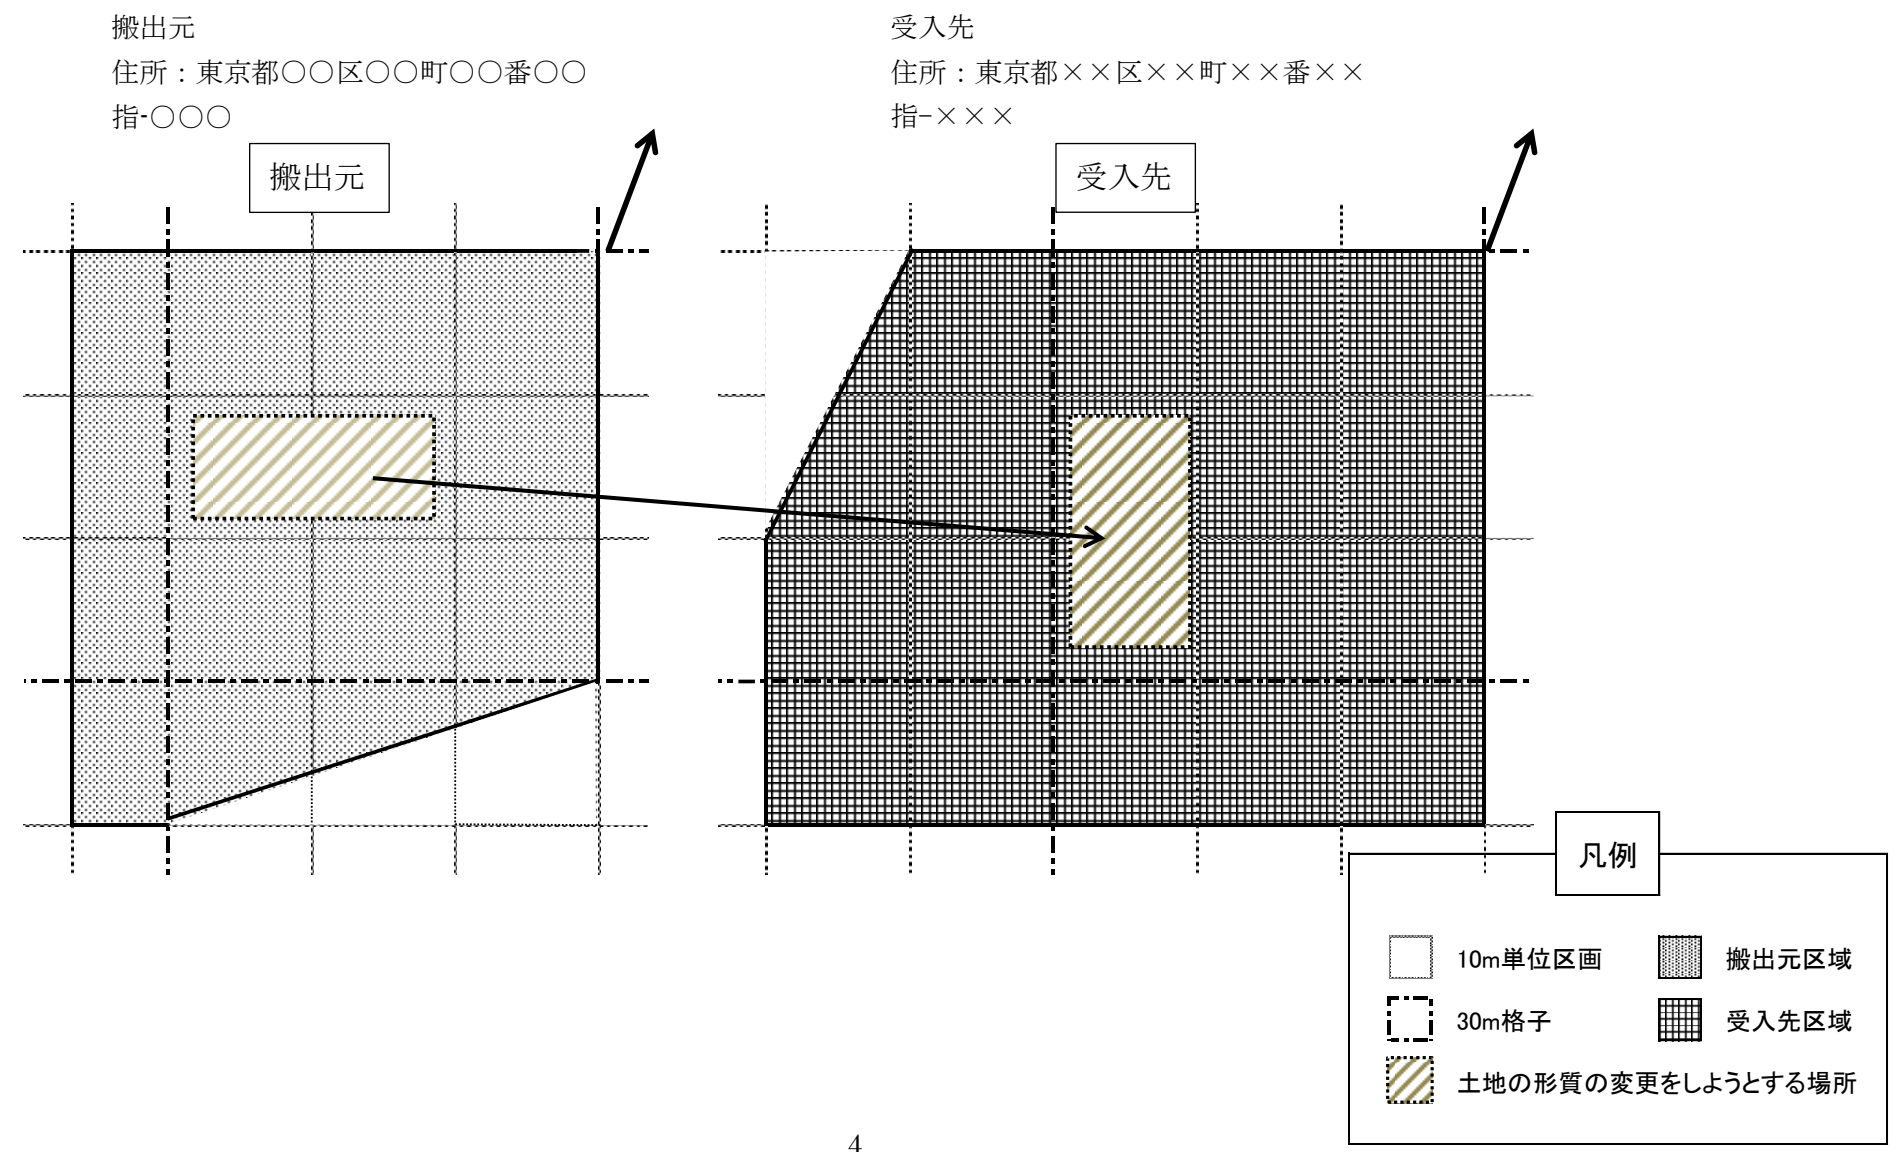 搬出元
住所：東京都○○区○○町○○番○○
指-○○○
受入先
住所：東京都××区××町××番××
指-×××
搬出元
受入先
凡例
10m単位区画
搬出元区域
30m格子
受入先区域
土地の形質の変更をしようとする場所
4